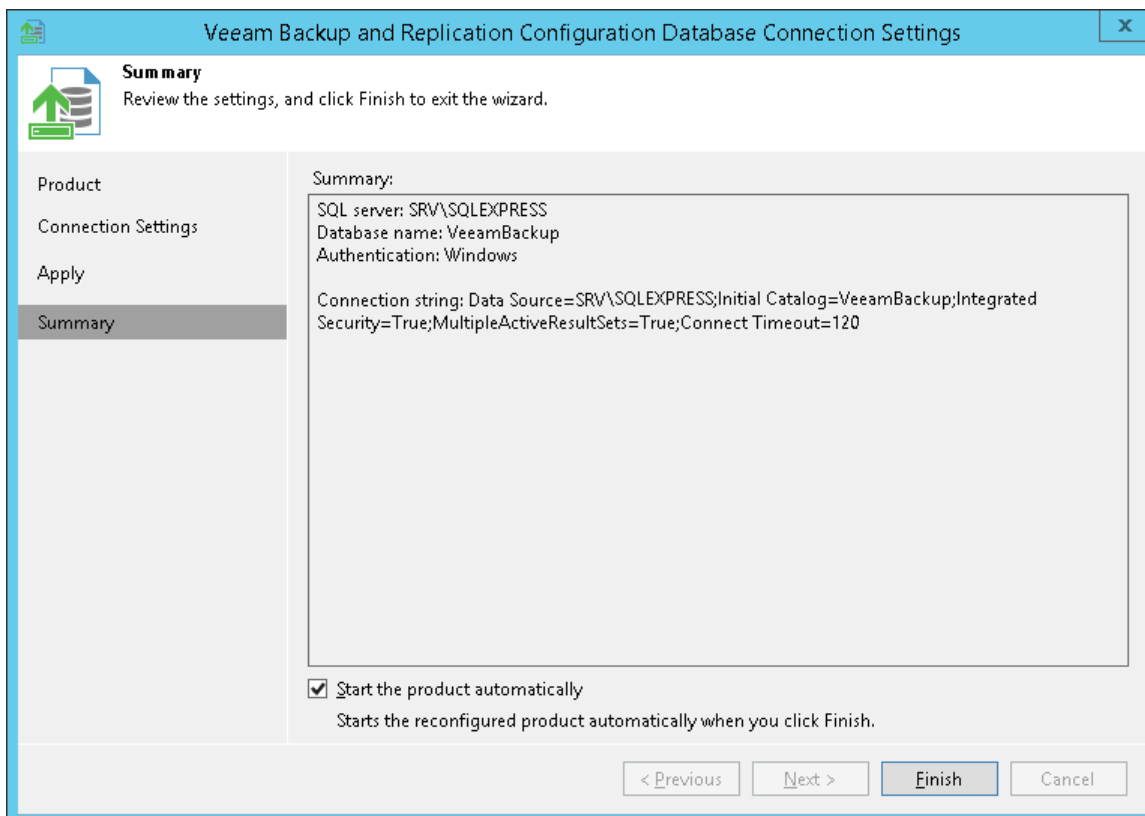 Veeam Backup and Replication Configuration Database Connection Settings
x
Summary
Review the settings, and click Finish to exit the wizard.
Product
Connection Settings
Apply
Summary
Summary:
SQL server: SRV\SQLEXPRESS
Database name: VeeamBackup
Authentication: Windows
Connection string: Data Source=SRV\SQLEXPRESS;Initial Catalog=VeeamBackup;Integrated
Security=True;MultipleActiveResultSets=True;Connect Timeout=120
Start the product automatically
Starts the reconfigured product automatically when you click Finish.
< Previous
Next >
Finish
Cancel